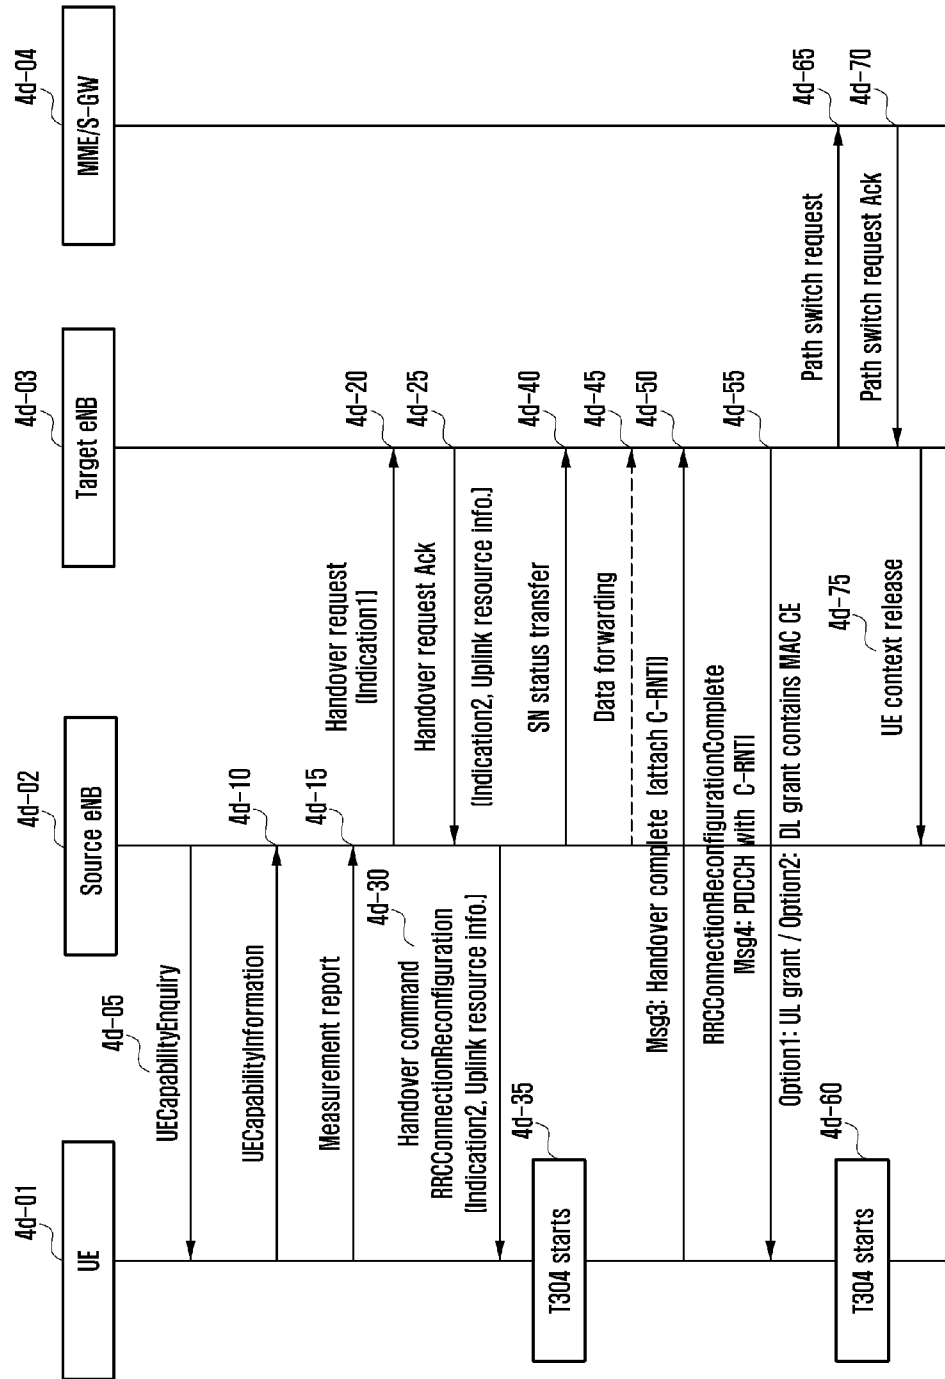 4d-01
UE
4d-02
Source eNB
4d-03
Target eNB
4d-04
MME/S-GW
4d-05
UECapabilityEnquiry
4d-10
UECapabilityInformation
4d-15
Measurement report
4d-20
Handover request
(Indication1)
4d-25
Handover request Ack
(Indication2, Uplink resource info.)
4d-30
Handover command
RRCConnectionReconfiguration
(Indication2, Uplink resource info.)
4d-35
T304 starts
4d-40
SN status transfer
4d-45
Data forwarding
4d-50
Msg3: Handover complete (attach C-RNTI)
RRCConnectionReconfigurationComplete
4d-55
Msg4: PDCCH with C-RNTI
Option1: UL grant / Option2: DL grant contains MAC CE
4d-60
T304 starts
4d-65
Path switch request
4d-70
Path switch request Ack
4d-75
UE context release